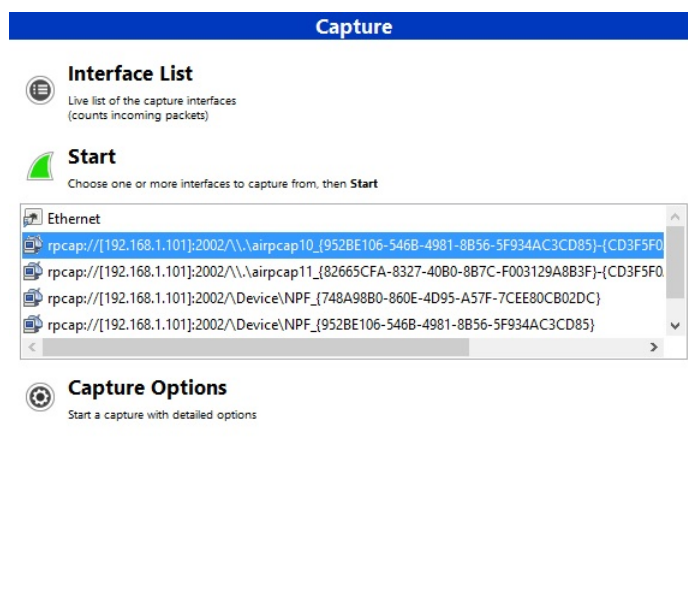 Capture
Interface List
Live list of the capture interfaces
(counts incoming packets)
Start
Choose one or more interfaces to capture from, then Start
Ethernet
rpcap://[192.168.1.101]:2002/\\.\airpcap10_{952BE106-546B-4981-8B56-5F934AC3CD85}-{CD3F5F0.
rpcap://[192.168.1.101]:2002/\\.\airpcap11_{82665CFA-8327-40B0-8B7C-F003129A8B3F}-{CD3F5F0.
rpcap://[192.168.1.101]:2002/\Device\NPF_{748A98B0-860E-4D95-A57F-7CEE80CB02DC}
rpcap://[192.168.1.101]:2002/\Device\NPF_{952BE106-546B-4981-8B56-5F934AC3CD85}
Capture Options
Start a capture with detailed options